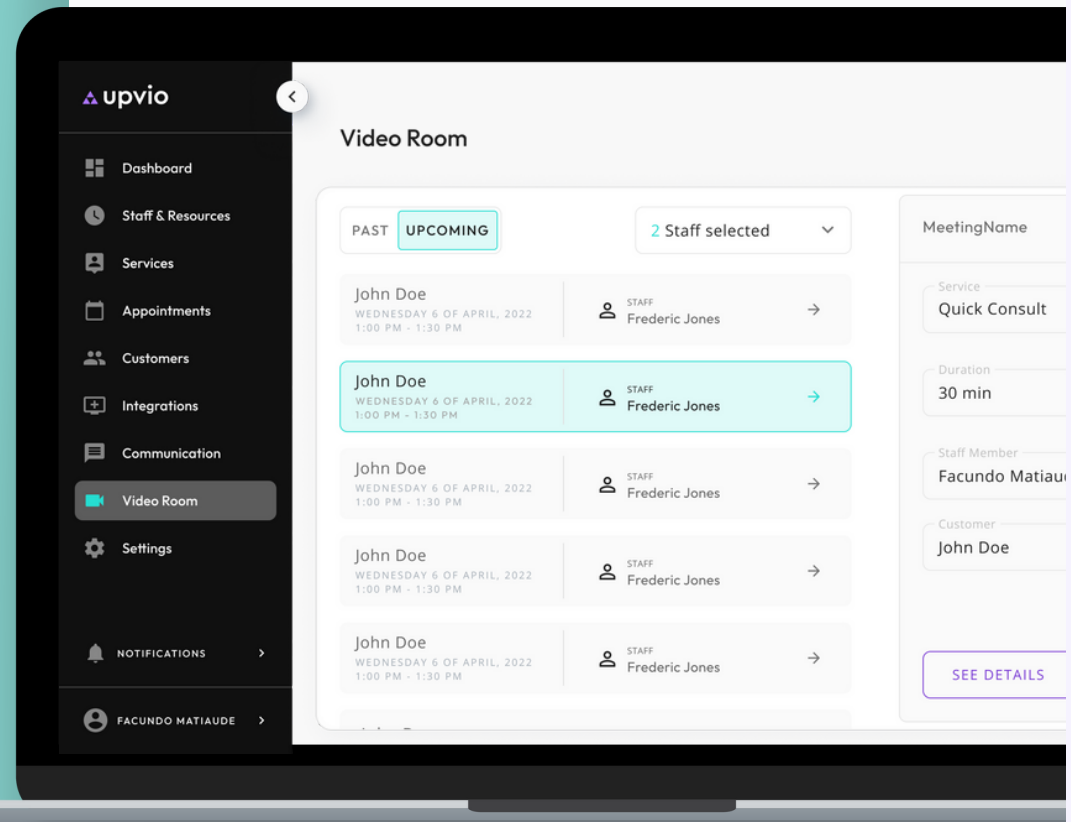 upvio
Dashboard
Staff & Resources
Services
Appointments
Customers
Integrations
Communication
Video Room
Settings
NOTIFICATIONS
FACUNDO MATIAUDE
Video Room
PAST UPCOMING
2 Staff selected
John Doe
WEDNESDAY 6 OF APRIL, 2022
1:00 PM - 1:30 PM
STAFF
Frederic Jones
John Doe
WEDNESDAY 6 OF APRIL, 2022
1:00 PM - 1:30 PM
STAFF
Frederic Jones
John Doe
WEDNESDAY 6 OF APRIL, 2022
1:00 PM - 1:30 PM
STAFF
Frederic Jones
John Doe
WEDNESDAY 6 OF APRIL, 2022
1:00 PM - 1:30 PM
STAFF
Frederic Jones
John Doe
WEDNESDAY 6 OF APRIL, 2022
1:00 PM - 1:30 PM
STAFF
Frederic Jones
MeetingName
Service
Quick Consult
Duration
30 min
Staff Member
Facundo Matiau
Customer
John Doe
SEE DETAILS